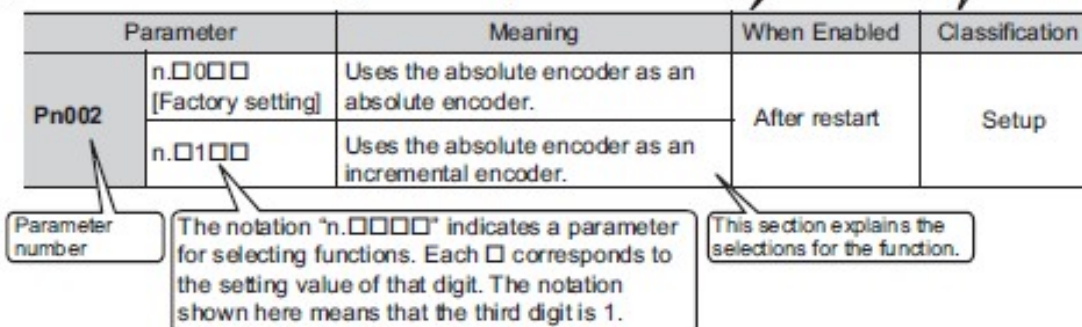 Parameter Meaning When Enabled Classification
Pn002
n.□0□□
[Factory setting]
Uses the absolute encoder as an
absolute encoder.
After restart
Setup
n.□1□□
Uses the absolute encoder as an
incremental encoder.
Parameter
number
The notation “n.□□□□” indicates a parameter
for selecting functions. Each □ corresponds to
the setting value of that digit. The notation
shown here means that the third digit is 1.
This section explains the
selections for the function.